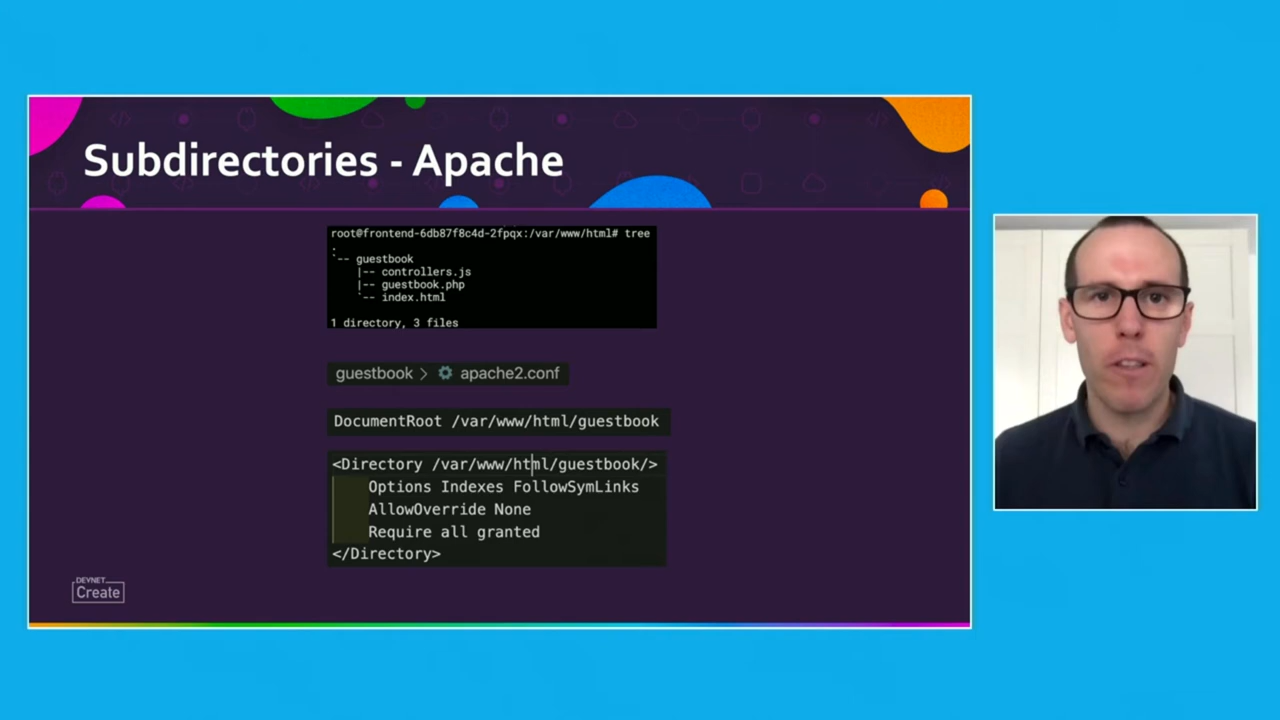 Subdirectories - Apache
root@frontend-6db87f8c4d-2fpqx:/var/www/html# tree
.
`-- guestbook
    |-- controllers.js
    |-- guestbook.php
    `-- index.html
1 directory, 3 files
guestbook > apache2.conf
DocumentRoot /var/www/html/guestbook
<Directory /var/www/html/guestbook/>
    Options Indexes FollowSymLinks
    AllowOverride None
    Require all granted
</Directory>
DEVNET
Create